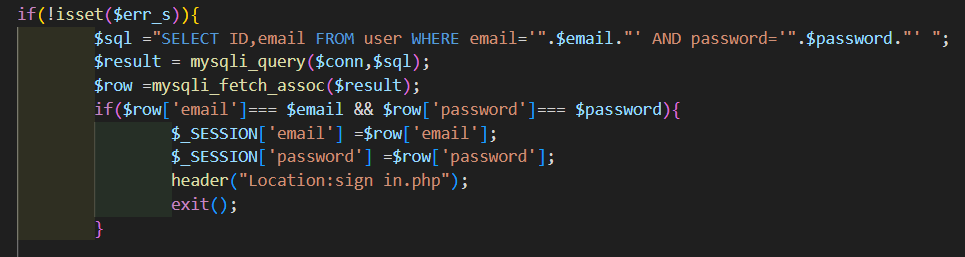 if(!isset($err_s)){
$sql ="SELECT ID,email FROM user WHERE email='".$email."' AND password='".$password."' ";
$result = mysqli_query($conn,$sql);
$row =mysqli_fetch_assoc($result);
if($row['email']=== $email && $row['password']=== $password){
$_SESSION['email'] =$row['email'];
$_SESSION['password'] =$row['password'];
header("Location:sign in.php");
exit();
}